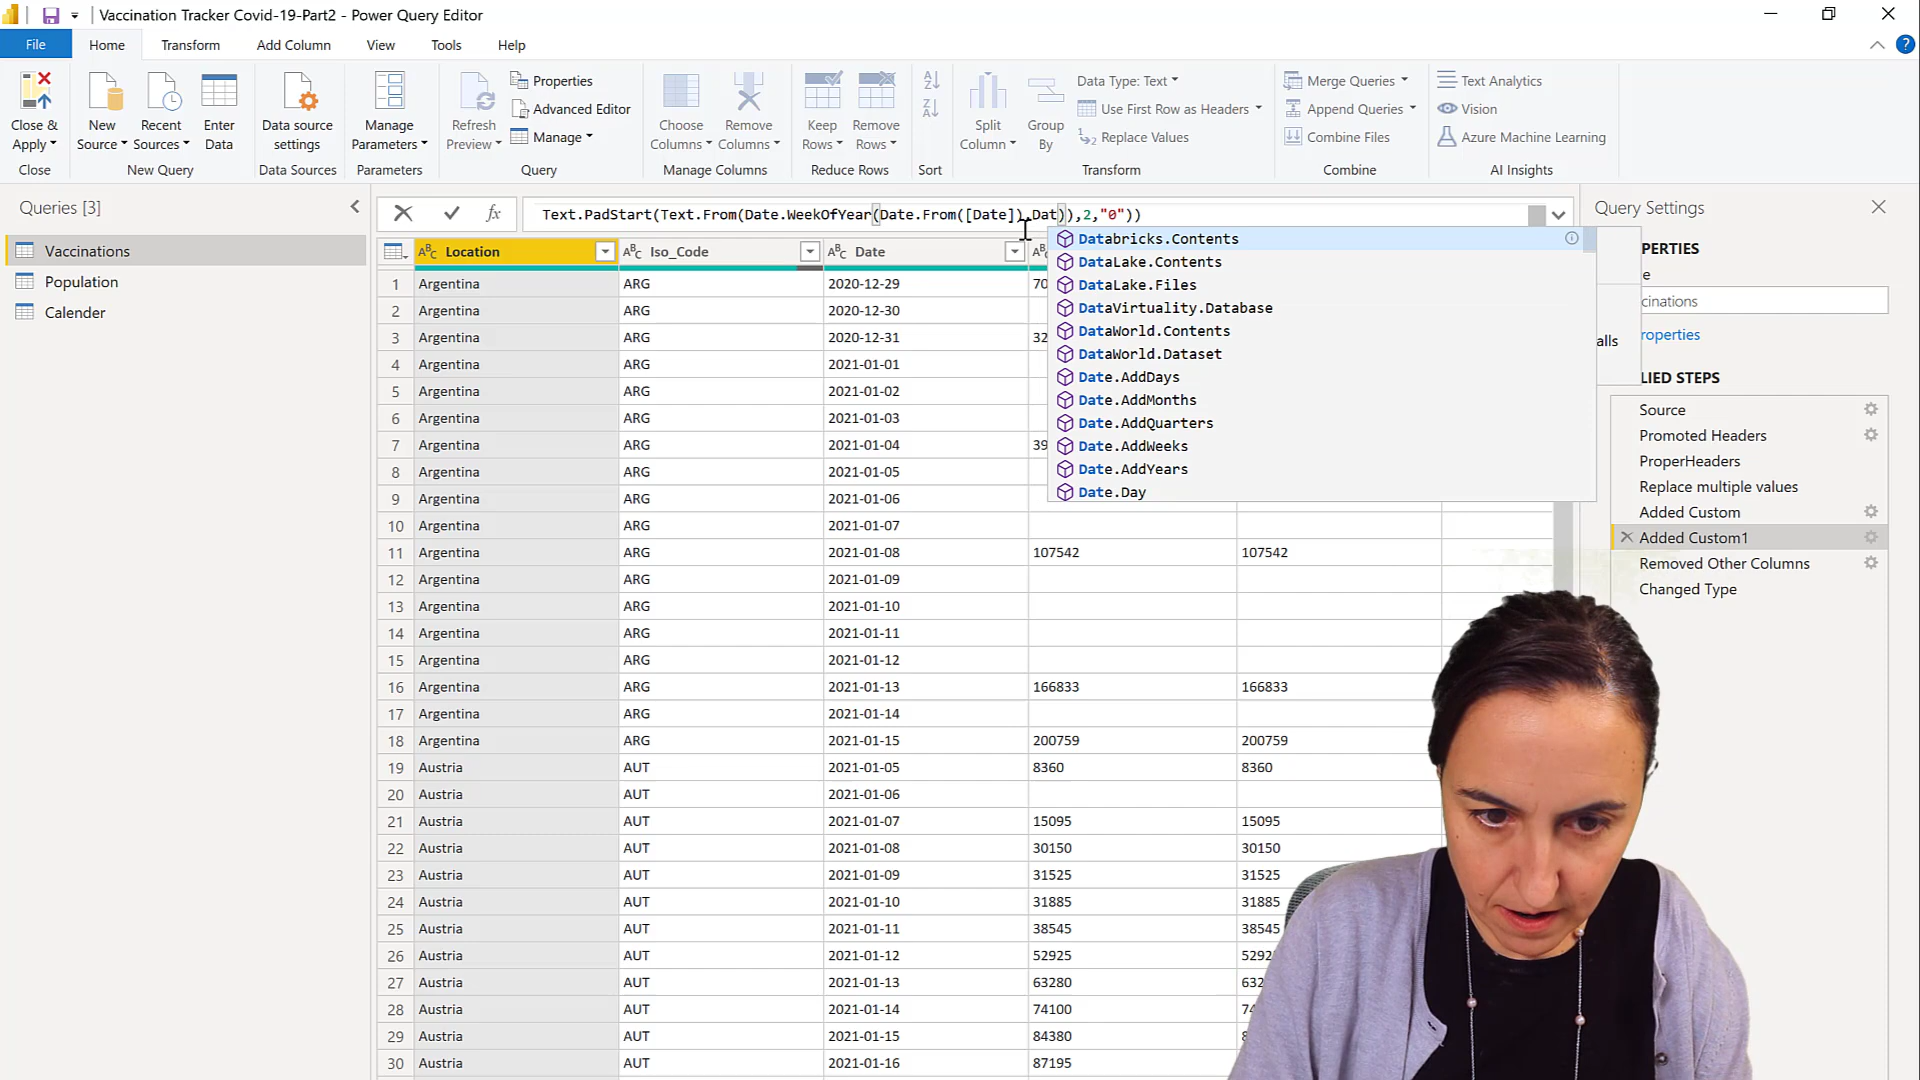 Vaccination Tracker Covid-19-Part2 - Power Query Editor
File Home Transform Add Column View Tools Help
Close & Apply
Close
New Source
Recent Sources
Enter Data
New Query
Data source settings
Data Sources
Manage Parameters
Parameters
Refresh Preview
Properties
Advanced Editor
Manage
Query
Choose Columns
Remove Columns
Manage Columns
Keep Rows
Remove Rows
Reduce Rows
Sort
Split Column
Group By
Data Type: Text
Use First Row as Headers
Replace Values
Transform
Merge Queries
Append Queries
Combine Files
Combine
Text Analytics
Vision
Azure Machine Learning
AI Insights
Queries [3]
Vaccinations
Population
Calender
Text.PadStart(Text.From(Date.WeekOfYear(Date.From([Date]),Dat)),2,"0"))
Databricks.Contents
DataLake.Contents
DataLake.Files
DataVirtuality.Database
DataWorld.Contents
DataWorld.Dataset
Date.AddDays
Date.AddMonths
Date.AddQuarters
Date.AddWeeks
Date.AddYears
Date.Day
Location Iso_Code Date
1 Argentina ARG 2020-12-29 70
2 Argentina ARG 2020-12-30
3 Argentina ARG 2020-12-31 32
4 Argentina ARG 2021-01-01
5 Argentina ARG 2021-01-02
6 Argentina ARG 2021-01-03
7 Argentina ARG 2021-01-04 39
8 Argentina ARG 2021-01-05
9 Argentina ARG 2021-01-06
10 Argentina ARG 2021-01-07
11 Argentina ARG 2021-01-08 107542 107542
12 Argentina ARG 2021-01-09
13 Argentina ARG 2021-01-10
14 Argentina ARG 2021-01-11
15 Argentina ARG 2021-01-12
16 Argentina ARG 2021-01-13 166833 166833
17 Argentina ARG 2021-01-14
18 Argentina ARG 2021-01-15 200759 200759
19 Austria AUT 2021-01-05 8360 8360
20 Austria AUT 2021-01-06
21 Austria AUT 2021-01-07 15095 15095
22 Austria AUT 2021-01-08 30150 30150
23 Austria AUT 2021-01-09 31525 31525
24 Austria AUT 2021-01-10 31885 31885
25 Austria AUT 2021-01-11 38545 38545
26 Austria AUT 2021-01-12 52925 5292
27 Austria AUT 2021-01-13 63280 632
28 Austria AUT 2021-01-14 74100 74
29 Austria AUT 2021-01-15 84380 84
30 Austria AUT 2021-01-16 87195 87
Query Settings
OPERTIES
e
cinations
roperties
alls
LIED STEPS
Source
Promoted Headers
ProperHeaders
Replace multiple values
Added Custom
Added Custom1
Removed Other Columns
Changed Type